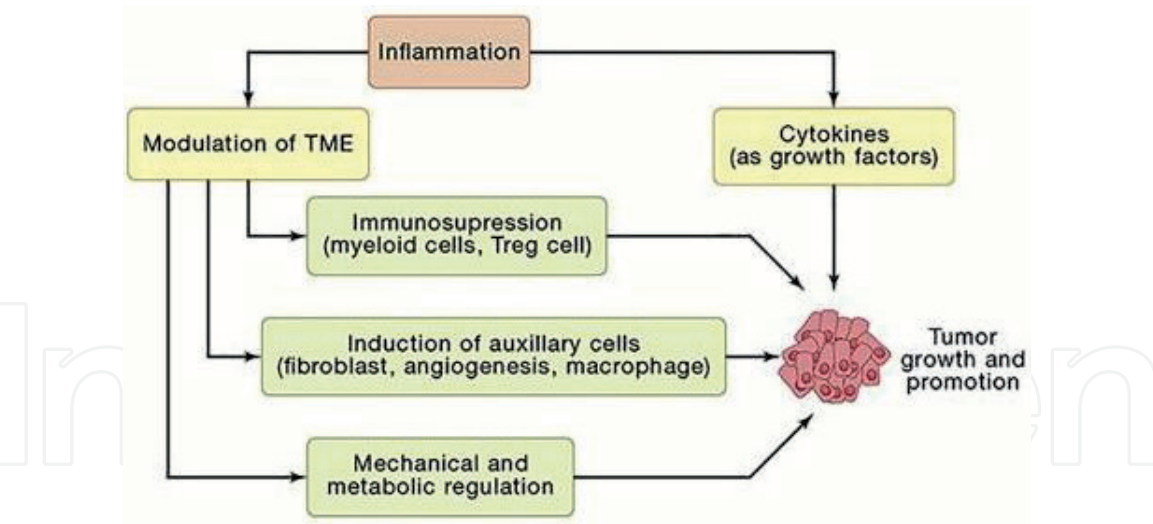 Inflammation
Modulation of TME
Cytokines
(as growth factors)
Immunosupression
(myeloid cells, Treg cell)
Induction of auxillary cells
(fibroblast, angiogenesis, macrophage)
Tumor
growth and
promotion
Mechanical and
metabolic regulation